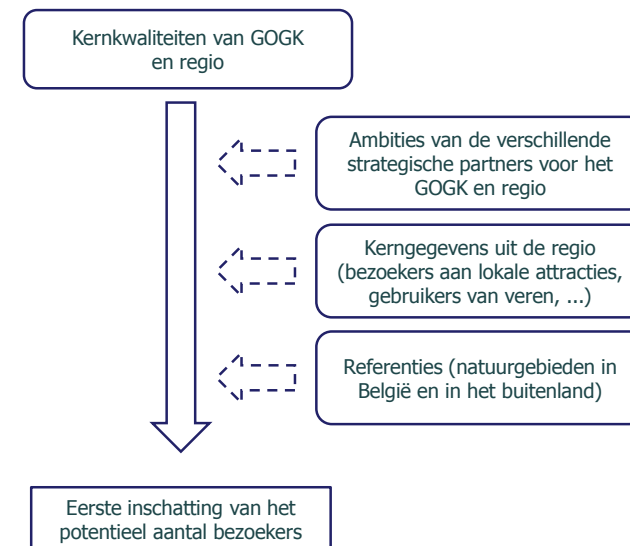 Kernkwaliteiten van GOGK
en regio
Ambities van de verschillende
strategische partners voor het
GOGK en regio
Kerngegevens uit de regio
(bezoekers aan lokale attracties,
gebruikers van veren, ...)
Referenties (natuurgebieden in
België en in het buitenland)
Eerste inschatting van het
potentieel aantal bezoekers